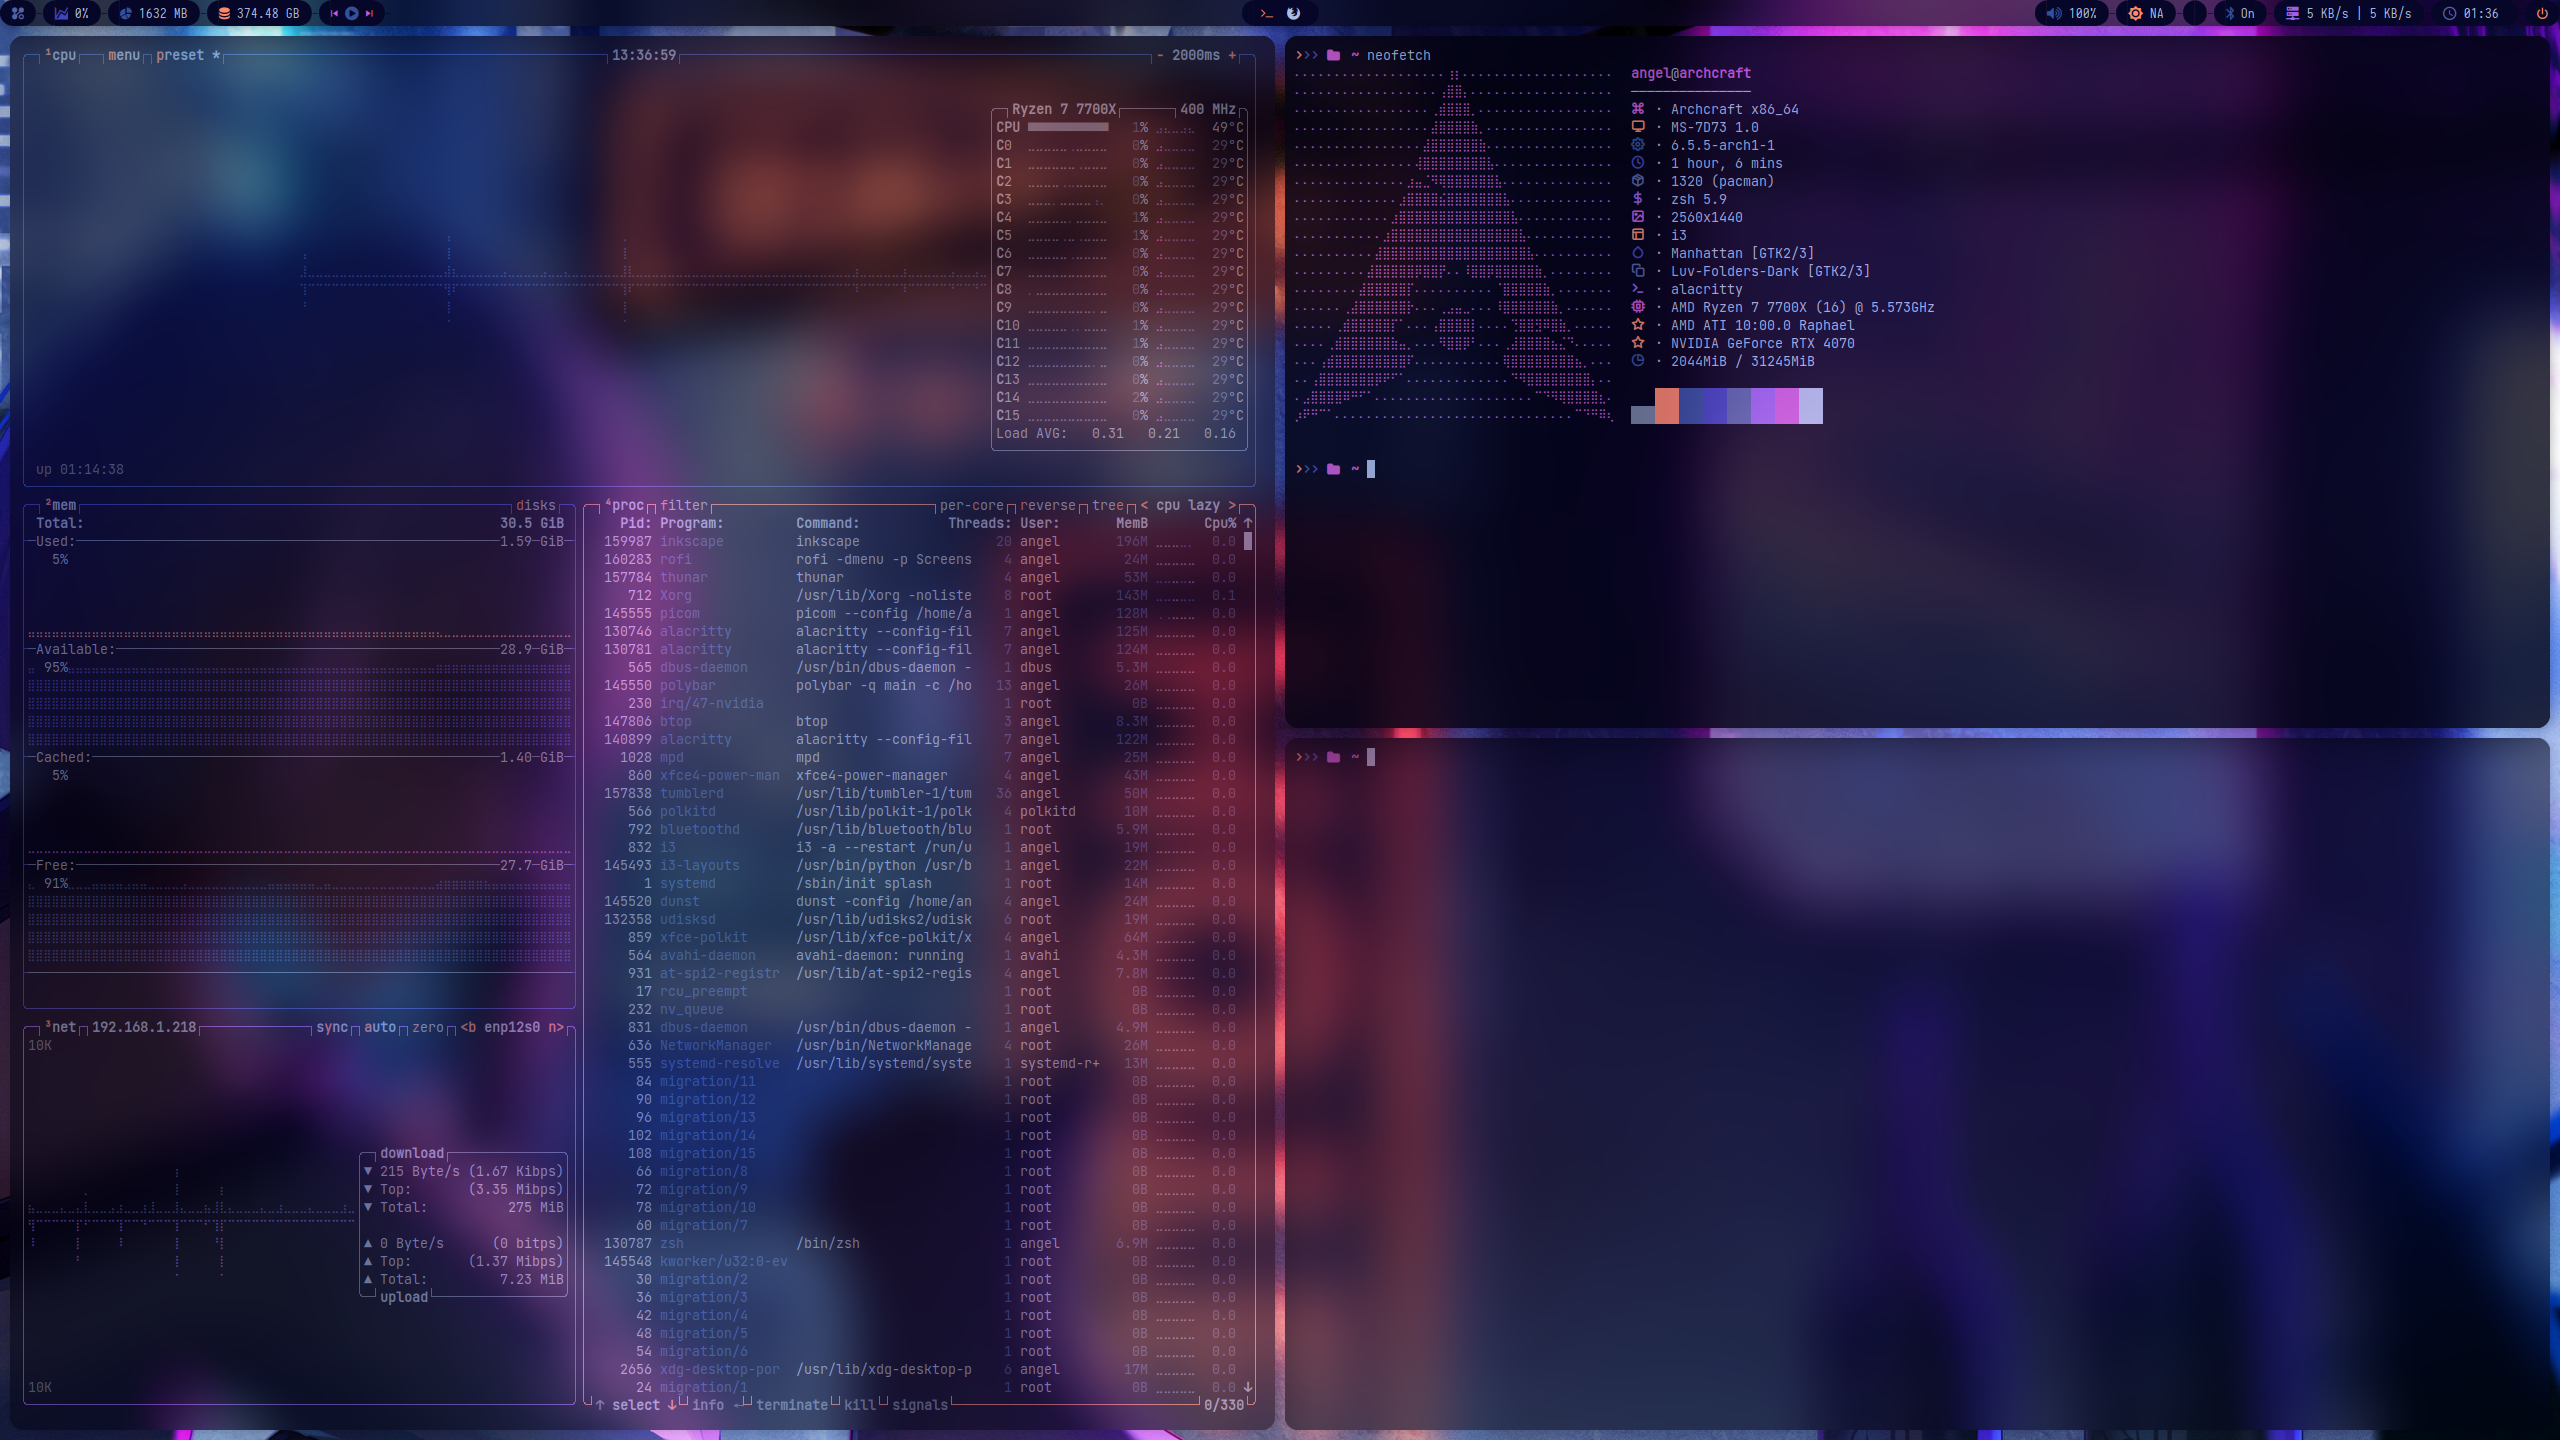 0% 1632 MB 374.48 GB
100% NA On 5 KB/s | 5 KB/s 01:36
¹cpu menu preset * 13:36:59 - 2000ms +
Ryzen 7 7700X 400 MHz
CPU 1% 49°C
C0 0% 29°C
C1 0% 29°C
C2 0% 29°C
C3 0% 29°C
C4 1% 29°C
C5 1% 29°C
C6 0% 29°C
C7 0% 29°C
C8 0% 29°C
C9 0% 29°C
C10 1% 29°C
C11 1% 29°C
C12 0% 29°C
C13 0% 29°C
C14 2% 29°C
C15 0% 29°C
Load AVG: 0.31 0.21 0.16
up 01:14:38
²mem disks
Total: 30.5 GiB
Used: 1.59 GiB
5%
Available: 28.9 GiB
95%
Cached: 1.40 GiB
5%
Free: 27.7 GiB
91%
³net 192.168.1.218 sync auto zero <b enp12s0 n>
10K
download
▼ 215 Byte/s (1.67 Kibps)
▼ Top: (3.35 Mibps)
▼ Total: 275 MiB
▲ 0 Byte/s (0 bitps)
▲ Top: (1.37 Mibps)
▲ Total: 7.23 MiB
upload
10K
⁴proc filter per-core reverse tree < cpu lazy >
Pid: Program: Command: Threads: User: MemB Cpu% ↑
159987 inkscape inkscape 20 angel 196M 0.0
160283 rofi rofi -dmenu -p Screens 4 angel 24M 0.0
157784 thunar thunar 4 angel 53M 0.0
712 Xorg /usr/lib/Xorg -noliste 8 root 143M 0.1
145555 picom picom --config /home/a 1 angel 128M 0.0
130746 alacritty alacritty --config-fil 7 angel 125M 0.0
130781 alacritty alacritty --config-fil 7 angel 124M 0.0
565 dbus-daemon /usr/bin/dbus-daemon - 1 dbus 5.3M 0.0
145550 polybar polybar -q main -c /ho 13 angel 26M 0.0
230 irq/47-nvidia 1 root 0B 0.0
147806 btop btop 3 angel 8.3M 0.0
140899 alacritty alacritty --config-fil 7 angel 122M 0.0
1028 mpd mpd 7 angel 25M 0.0
860 xfce4-power-man xfce4-power-manager 4 angel 43M 0.0
157838 tumblerd /usr/lib/tumbler-1/tum 36 angel 50M 0.0
566 polkitd /usr/lib/polkit-1/polk 4 polkitd 10M 0.0
792 bluetoothd /usr/lib/bluetooth/blu 1 root 5.9M 0.0
832 i3 i3 -a --restart /run/u 1 angel 19M 0.0
145493 i3-layouts /usr/bin/python /usr/b 1 angel 22M 0.0
1 systemd /sbin/init splash 1 root 14M 0.0
145520 dunst dunst -config /home/an 4 angel 24M 0.0
132358 udisksd /usr/lib/udisks2/udisk 6 root 19M 0.0
859 xfce-polkit /usr/lib/xfce-polkit/x 4 angel 64M 0.0
564 avahi-daemon avahi-daemon: running 1 avahi 4.3M 0.0
931 at-spi2-registr /usr/lib/at-spi2-regis 4 angel 7.8M 0.0
17 rcu_preempt 1 root 0B 0.0
232 nv_queue 1 root 0B 0.0
831 dbus-daemon /usr/bin/dbus-daemon - 1 angel 4.9M 0.0
636 NetworkManager /usr/bin/NetworkManage 4 root 26M 0.0
555 systemd-resolve /usr/lib/systemd/syste 1 systemd-r+ 13M 0.0
84 migration/11 1 root 0B 0.0
90 migration/12 1 root 0B 0.0
96 migration/13 1 root 0B 0.0
102 migration/14 1 root 0B 0.0
108 migration/15 1 root 0B 0.0
66 migration/8 1 root 0B 0.0
72 migration/9 1 root 0B 0.0
78 migration/10 1 root 0B 0.0
60 migration/7 1 root 0B 0.0
130787 zsh /bin/zsh 1 angel 6.9M 0.0
145548 kworker/u32:0-ev 1 root 0B 0.0
30 migration/2 1 root 0B 0.0
36 migration/3 1 root 0B 0.0
42 migration/4 1 root 0B 0.0
48 migration/5 1 root 0B 0.0
54 migration/6 1 root 0B 0.0
2656 xdg-desktop-por /usr/lib/xdg-desktop-p 6 angel 17M 0.0
24 migration/1 1 root 0B 0.0 ↓
↑ select ↓ info ↵ terminate kill signals 0/330
~ neofetch
angel@archcraft
· Archcraft x86_64
· MS-7D73 1.0
· 6.5.5-arch1-1
· 1 hour, 6 mins
· 1320 (pacman)
· zsh 5.9
· 2560x1440
· i3
· Manhattan [GTK2/3]
· Luv-Folders-Dark [GTK2/3]
· alacritty
· AMD Ryzen 7 7700X (16) @ 5.573GHz
· AMD ATI 10:00.0 Raphael
· NVIDIA GeForce RTX 4070
· 2044MiB / 31245MiB
~
~